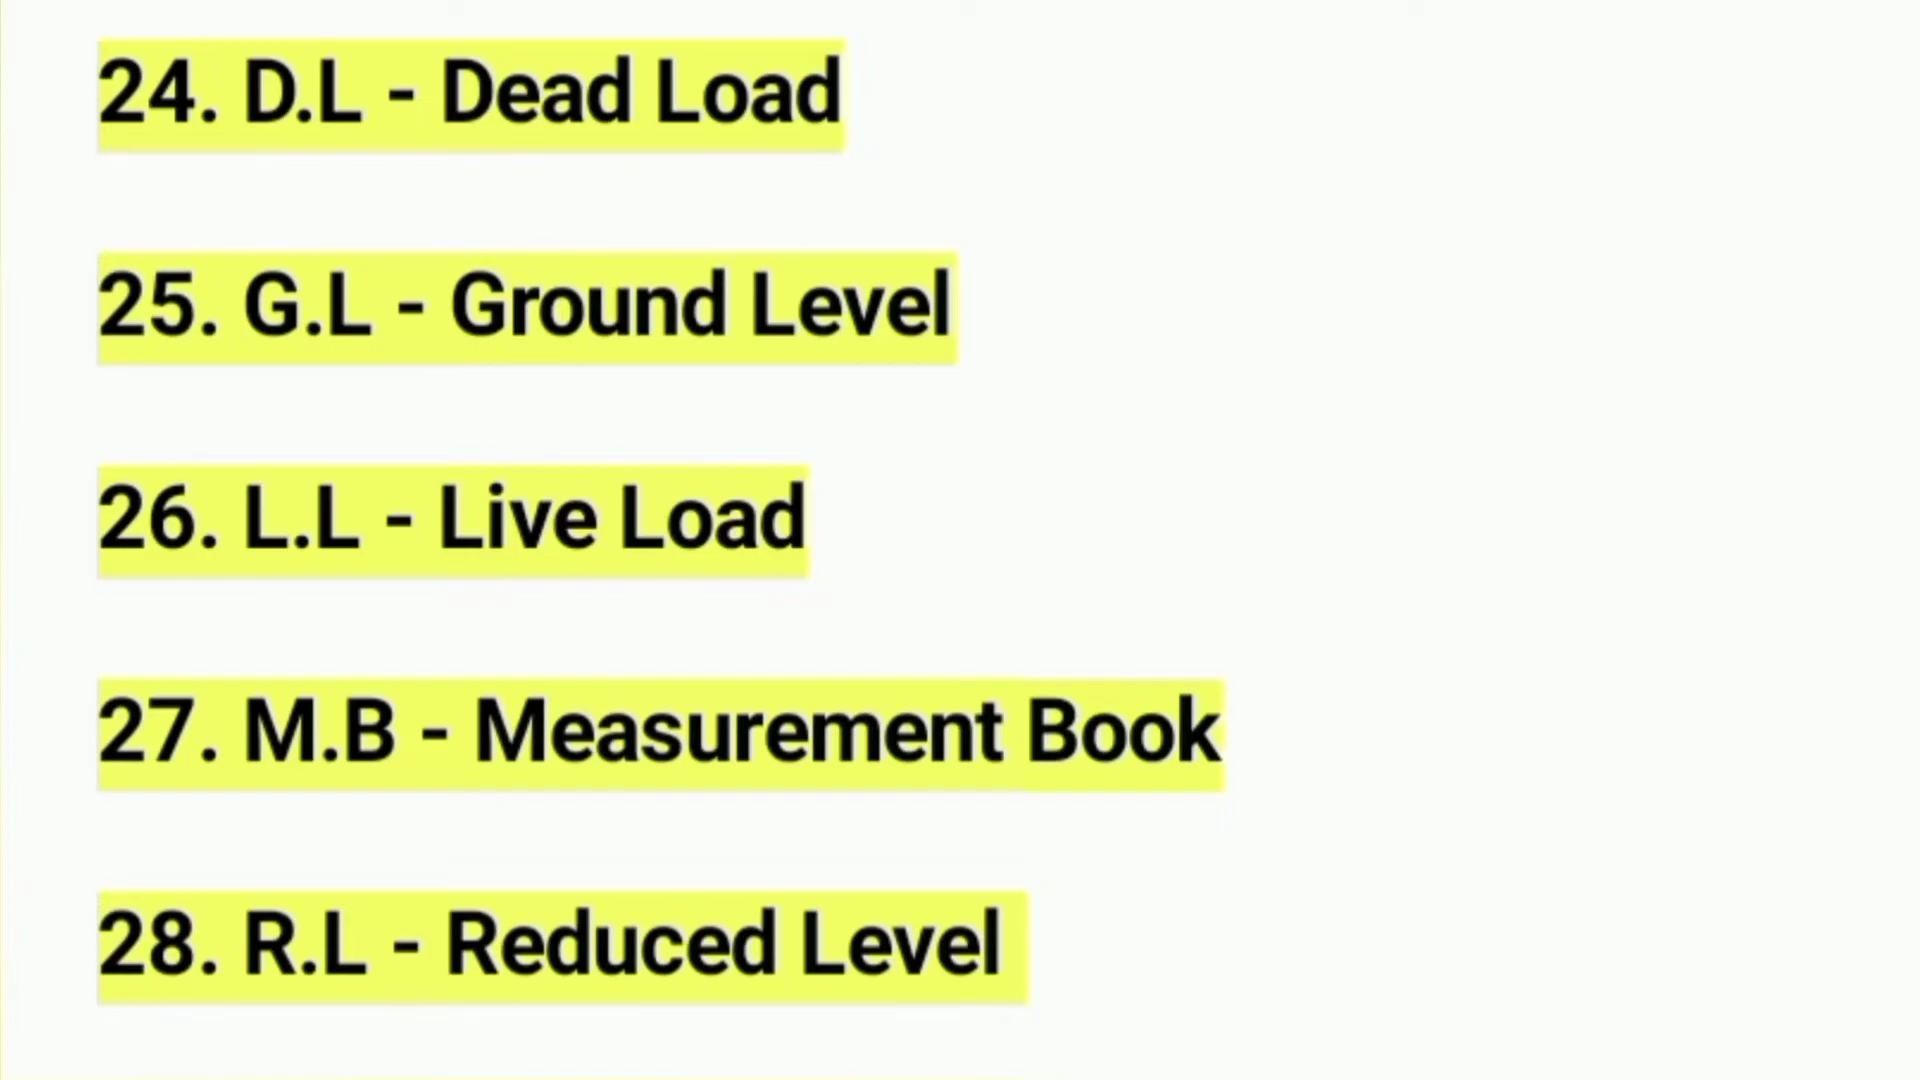 24. D.L - Dead Load
25. G.L - Ground Level
26. L.L - Live Load
27. M.B - Measurement Book
28. R.L - Reduced Level